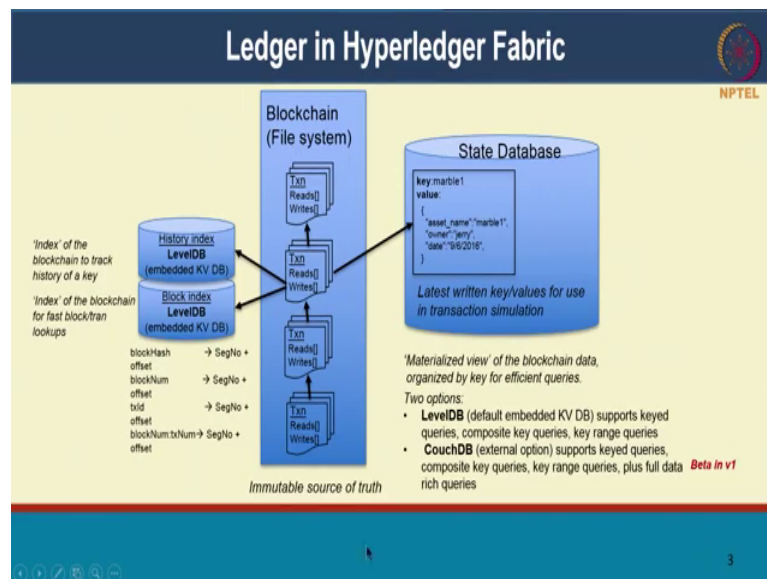 Ledger in Hyperledger Fabric
NPTEL
Blockchain
(File system)
Txn
Reads[]
Writes[]
Txn
Reads[]
Writes[]
Txn
Reads[]
Writes[]
Txn
Reads[]
Writes[]
Immutable source of truth
'Index' of the
blockchain to track
history of a key
'Index' of the blockchain
for fast block/tran
lookups
History index
LevelDB
(embedded KV DB)
Block index
LevelDB
(embedded KV DB)
blockHash → SegNo +
offset
blockNum → SegNo +
offset
txId → SegNo +
offset
blockNum:txNum→ SegNo +
offset
State Database
key:marble1
value:
{
"asset_name":"marble1",
"owner":"jerry",
"date":"9/6/2016",
}
Latest written key/values for use
in transaction simulation
'Materialized view' of the blockchain data,
organized by key for efficient queries.
Two options:
• LevelDB (default embedded KV DB) supports keyed
queries, composite key queries, key range queries
• CouchDB (external option) supports keyed queries,
composite key queries, key range queries, plus full data
rich queries
Beta in v1
3